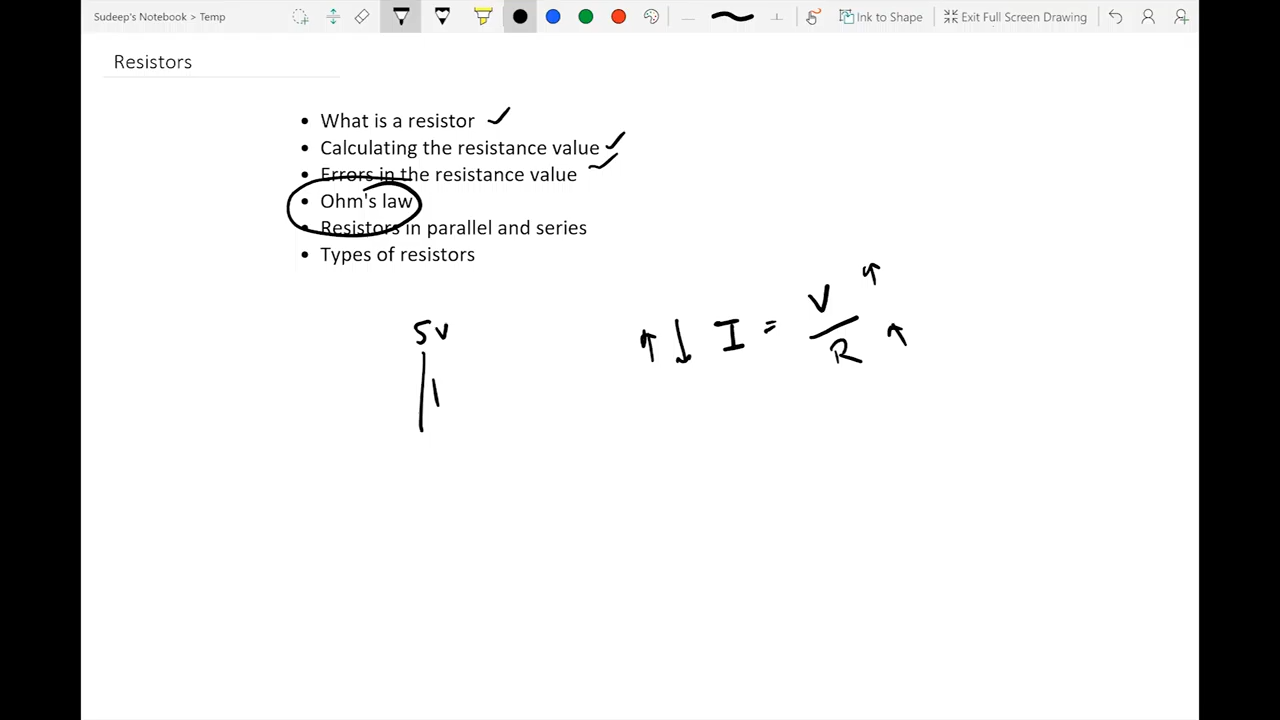 Sudeep's Notebook > Temp
Ink to Shape
Exit Full Screen Drawing
Resistors
• What is a resistor ✓
• Calculating the resistance value ✓
• Errors in the resistance value ✓
• Ohm's law
• Resistors in parallel and series
• Types of resistors
5V
↑ ↓ I = V/R ↑ ↑